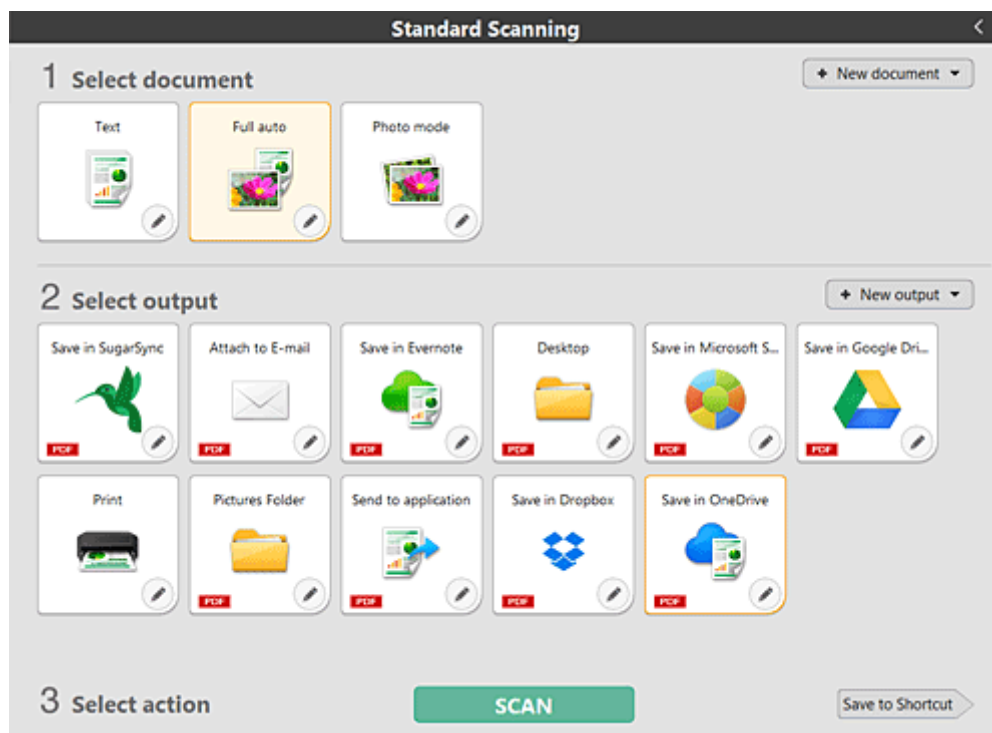 Standard Scanning
1 Select document
+ New document
Text
Full auto
Photo mode
2 Select output
+ New output
Save in SugarSync
Attach to E-mail
Save in Evernote
Desktop
Save in Microsoft S...
Save in Google Dri...
PDF
PDF
PDF
PDF
PDF
PDF
Print
Pictures Folder
Send to application
Save in Dropbox
Save in OneDrive
PDF
PDF
PDF
PDF
3 Select action
SCAN
Save to Shortcut